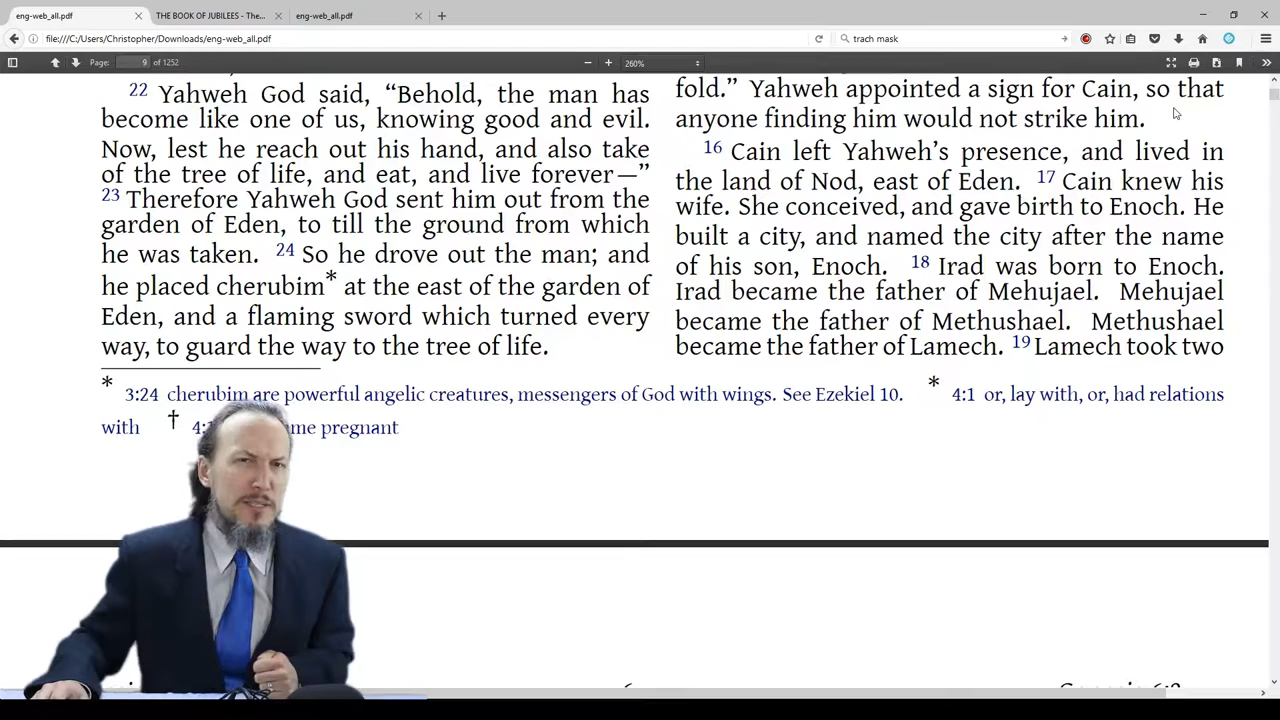 eng-web_all.pdf
THE BOOK OF JUBILEES - The...
eng-web_all.pdf
file:///C:/Users/Christopher/Downloads/eng-web_all.pdf
trach mask
Page: 9 of 1252
260%
22 Yahweh God said, “Behold, the man has
become like one of us, knowing good and evil.
Now, lest he reach out his hand, and also take
of the tree of life, and eat, and live forever—”
23 Therefore Yahweh God sent him out from the
garden of Eden, to till the ground from which
he was taken. 24 So he drove out the man; and
he placed cherubim* at the east of the garden of
Eden, and a flaming sword which turned every
way, to guard the way to the tree of life.
fold.” Yahweh appointed a sign for Cain, so that
anyone finding him would not strike him.
16 Cain left Yahweh’s presence, and lived in
the land of Nod, east of Eden. 17 Cain knew his
wife. She conceived, and gave birth to Enoch. He
built a city, and named the city after the name
of his son, Enoch. 18 Irad was born to Enoch.
Irad became the father of Mehujael. Mehujael
became the father of Methushael. Methushael
became the father of Lamech. 19 Lamech took two
* 3:24 cherubim are powerful angelic creatures, messengers of God with wings. See Ezekiel 10. * 4:1 or, lay with, or, had relations
with † pregnant